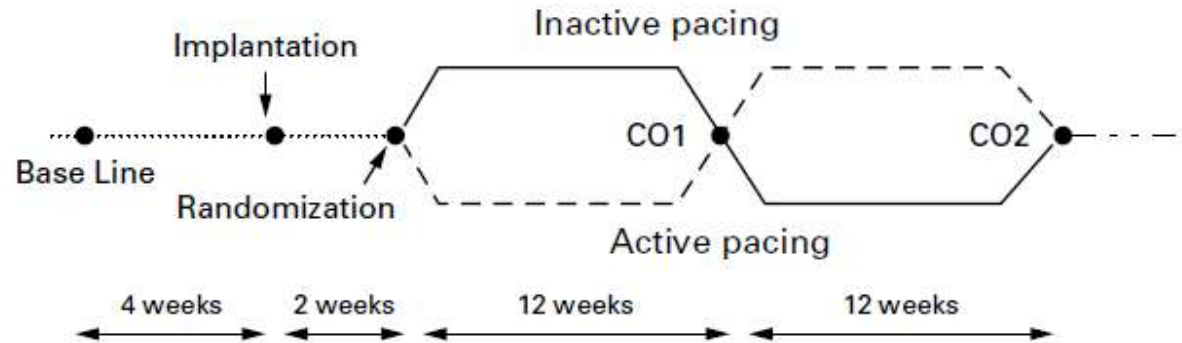 Inactive pacing
Implantation
CO1
CO2
Base Line
Randomization
Active pacing
4 weeks
2 weeks
12 weeks
12 weeks